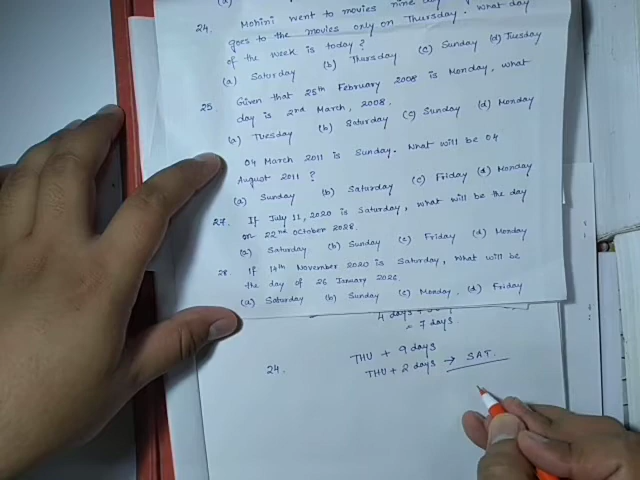 (a)
24. Mohini went to movies nine day
goes to the movies only on Thursday. What day
of the week is today?
(a) Saturday (b) Thursday (c) Sunday (d) Tuesday
25. Given that 25th February 2008 is Monday, what
day is 2nd March, 2008.
(a) Tuesday (b) Saturday (c) Sunday (d) Monday
04 March 2011 is Sunday. What will be 04
August 2011?
(a) Sunday (b) Saturday (c) Friday (d) Monday
27. If July 11, 2020 is Saturday, what will be the day
on 22nd October 2028.
(a) Saturday (b) Sunday (c) Friday (d) Monday
28. If 14th November 2020 is Saturday, What will be
the day of 26 January 2026.
(a) Saturday (b) Sunday (c) Monday (d) Friday
4 days +
= 7 days.
24. THU + 9 days
THU + 2 days → SAT.